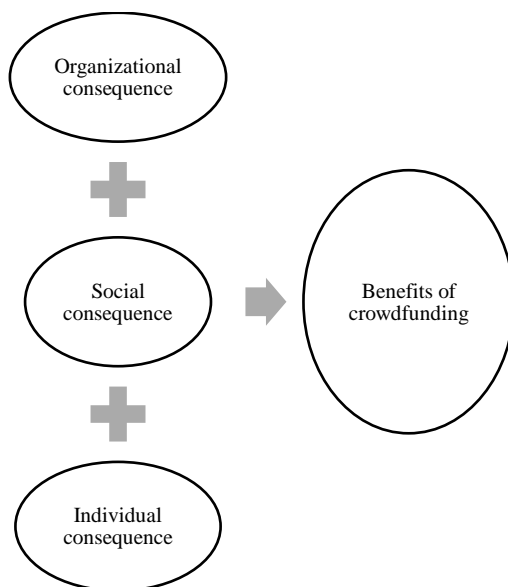 Organizational
consequence
Social
consequence
Benefits of
crowdfunding
Individual
consequence